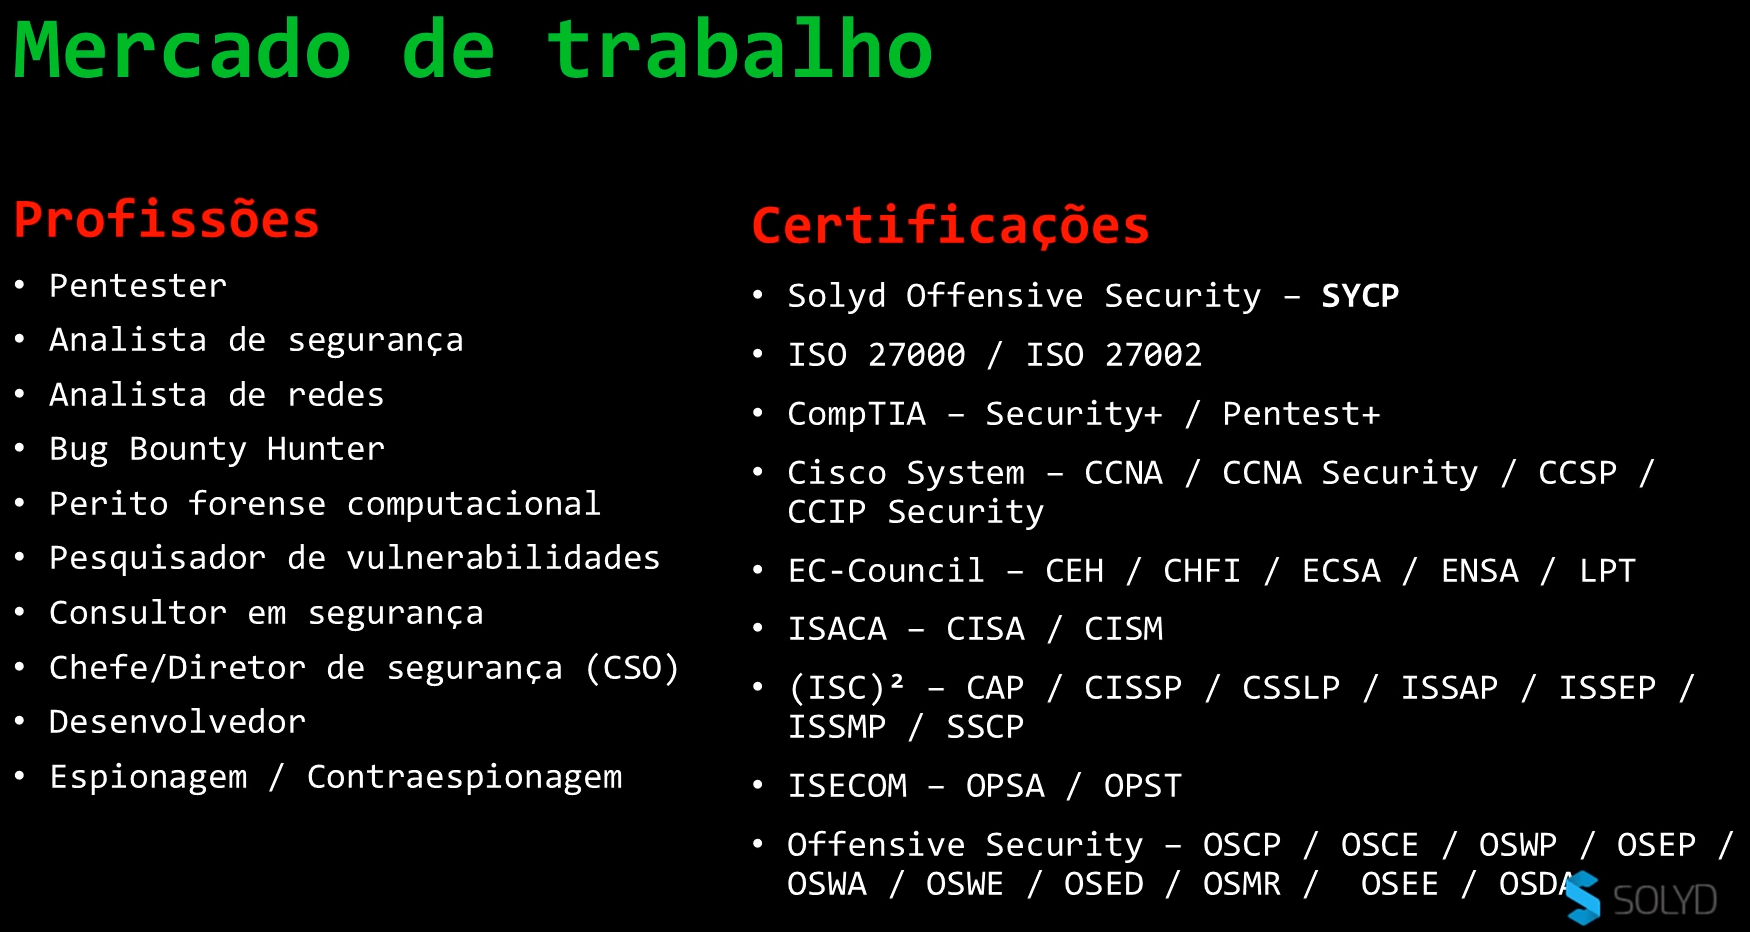 Mercado de trabalho
Profissões
• Pentester
• Analista de segurança
• Analista de redes
• Bug Bounty Hunter
• Perito forense computacional
• Pesquisador de vulnerabilidades
• Consultor em segurança
• Chefe/Diretor de segurança (CSO)
• Desenvolvedor
• Espionagem / Contraespionagem
Certificações
• Solyd Offensive Security – SYCP
• ISO 27000 / ISO 27002
• CompTIA – Security+ / Pentest+
• Cisco System – CCNA / CCNA Security / CCSP /
CCIP Security
• EC-Council – CEH / CHFI / ECSA / ENSA / LPT
• ISACA – CISA / CISM
• (ISC)² – CAP / CISSP / CSSLP / ISSAP / ISSEP /
ISSMP / SSCP
• ISECOM – OPSA / OPST
• Offensive Security – OSCP / OSCE / OSWP / OSEP /
OSWA / OSWE / OSED / OSMR / OSEE / OSDA
SOLYD